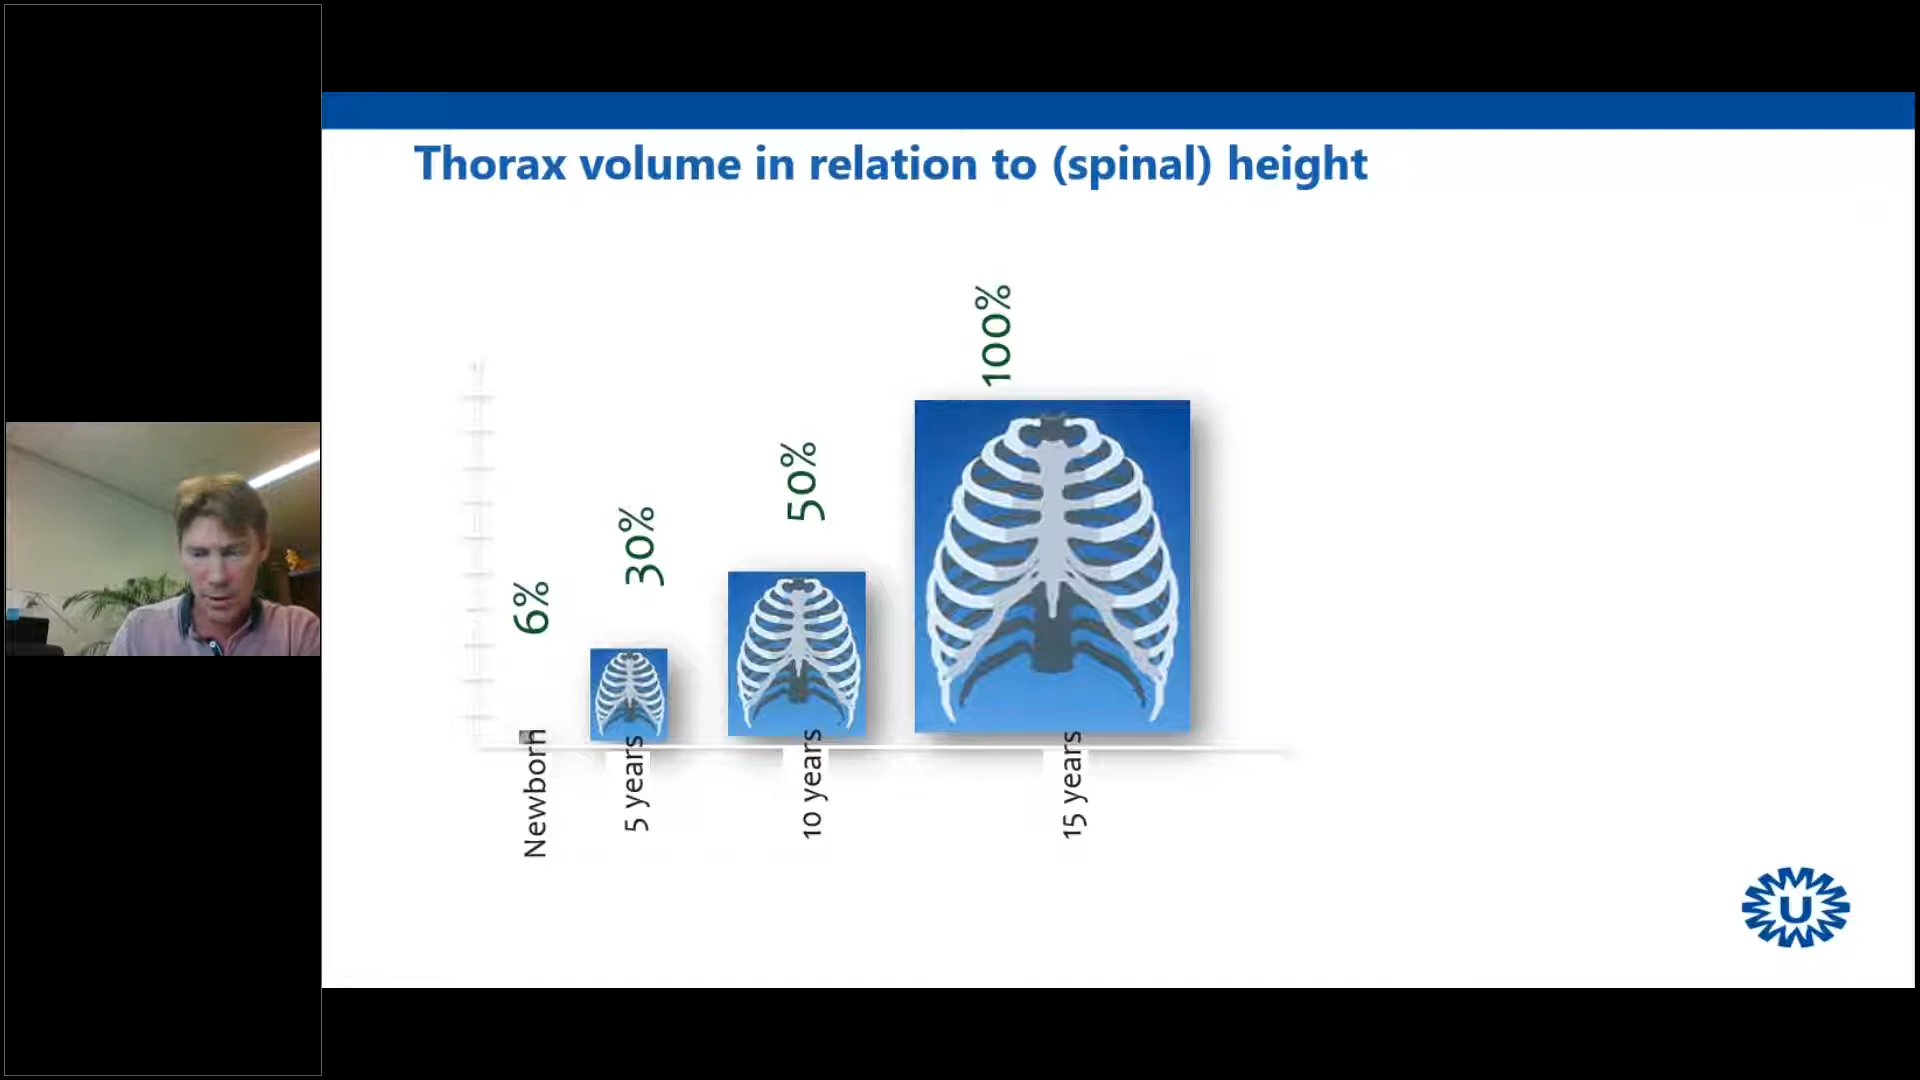 Thorax volume in relation to (spinal) height
6%
30%
50%
100%
Newborn
5 years
10 years
15 years
U